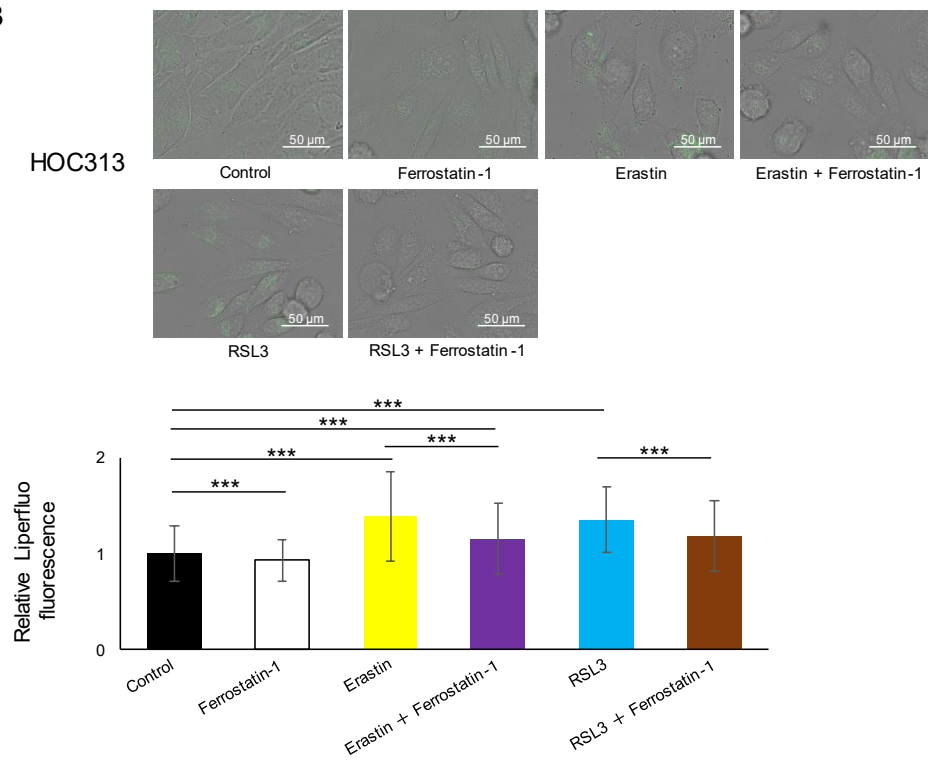 HOC313
50 μm
50 μm
50 μm
50 μm
Control
Ferrostatin-1
Erastin
Erastin + Ferrostatin-1
50 μm
50 μm
RSL3
RSL3 + Ferrostatin-1
***
***
***
***
***
***
Relative Liperfluo
fluorescence
2
1
0
Control
Ferrostatin-1
Erastin
Erastin + Ferrostatin-1
RSL3
RSL3 + Ferrostatin-1